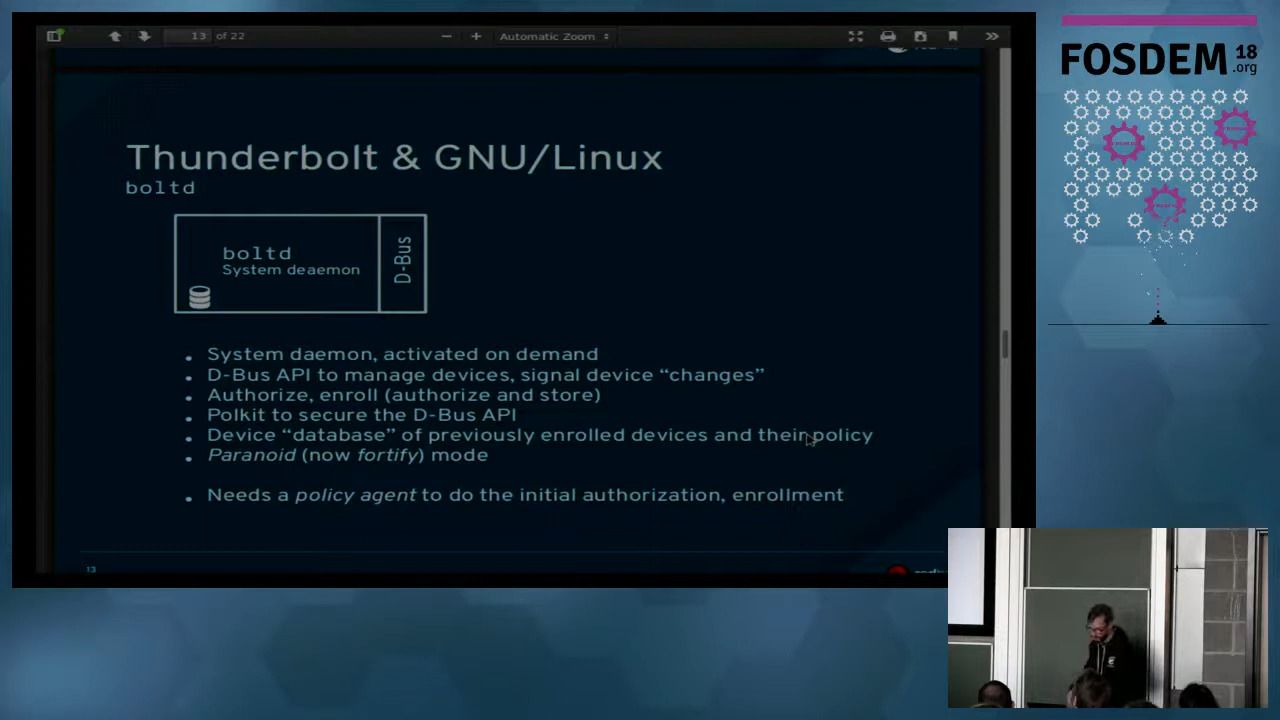 13 of 22
Automatic Zoom
FOSDEM 18
.org
Thunderbolt & GNU/Linux
boltd
boltd
System deaemon
D-Bus
• System daemon, activated on demand
• D-Bus API to manage devices, signal device “changes”
• Authorize, enroll (authorize and store)
• Polkit to secure the D-Bus API
• Device “database” of previously enrolled devices and their policy
• Paranoid (now fortify) mode
• Needs a policy agent to do the initial authorization, enrollment
13